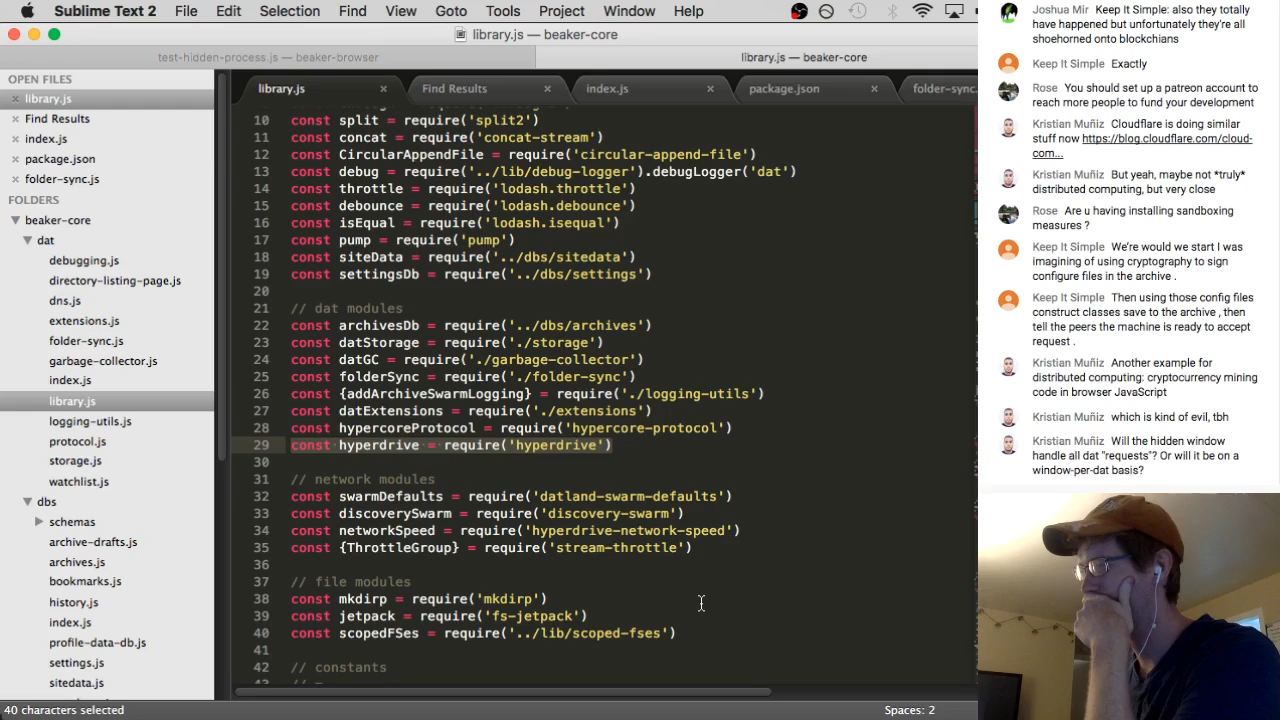 Sublime Text 2 File Edit Selection Find View Goto Tools Project Window Help
library.js — beaker-core
test-hidden-process.js — beaker-browser
library.js — beaker-core
OPEN FILES
library.js
Find Results
index.js
package.json
folder-sync.js
FOLDERS
beaker-core
dat
debugging.js
directory-listing-page.js
dns.js
extensions.js
folder-sync.js
garbage-collector.js
index.js
library.js
logging-utils.js
protocol.js
storage.js
watchlist.js
dbs
schemas
archive-drafts.js
archives.js
bookmarks.js
history.js
index.js
profile-data-db.js
settings.js
sitedata.js
library.js
Find Results
index.js
package.json
folder-sync.
10 const split = require('split2')
11 const concat = require('concat-stream')
12 const CircularAppendFile = require('circular-append-file')
13 const debug = require('../lib/debug-logger').debugLogger('dat')
14 const throttle = require('lodash.throttle')
15 const debounce = require('lodash.debounce')
16 const isEqual = require('lodash.isequal')
17 const pump = require('pump')
18 const siteData = require('../dbs/sitedata')
19 const settingsDb = require('../dbs/settings')
20
21 // dat modules
22 const archivesDb = require('../dbs/archives')
23 const datStorage = require('./storage')
24 const datGC = require('./garbage-collector')
25 const folderSync = require('./folder-sync')
26 const {addArchiveSwarmLogging} = require('./logging-utils')
27 const datExtensions = require('./extensions')
28 const hypercoreProtocol = require('hypercore-protocol')
29 const hyperdrive = require('hyperdrive')
30
31 // network modules
32 const swarmDefaults = require('datland-swarm-defaults')
33 const discoverySwarm = require('discovery-swarm')
34 const networkSpeed = require('hyperdrive-network-speed')
35 const {ThrottleGroup} = require('stream-throttle')
36
37 // file modules
38 const mkdirp = require('mkdirp')
39 const jetpack = require('fs-jetpack')
40 const scopedFSes = require('../lib/scoped-fses')
41
42 // constants
40 characters selected
Spaces: 2
Joshua Mir Keep It Simple: also they totally
have happened but unfortunately they're all
shoehorned onto blockchians
Keep It Simple Exactly
Rose You should set up a patreon account to
reach more people to fund your development
Kristian Muñiz Cloudflare is doing similar
stuff now https://blog.cloudflare.com/cloud-
com...
Kristian Muñiz But yeah, maybe not *truly*
distributed computing, but very close
Rose Are u having installing sandboxing
measures ?
Keep It Simple We're would we start I was
imagining of using cryptography to sign
configure files in the archive .
Keep It Simple Then using those config files
construct classes save to the archive , then
tell the peers the machine is ready to accept
request .
Kristian Muñiz Another example for
distributed computing: cryptocurrency mining
code in browser JavaScript
Kristian Muñiz which is kind of evil, tbh
Kristian Muñiz Will the hidden window
handle all dat "requests"? Or will it be on a
window-per-dat basis?